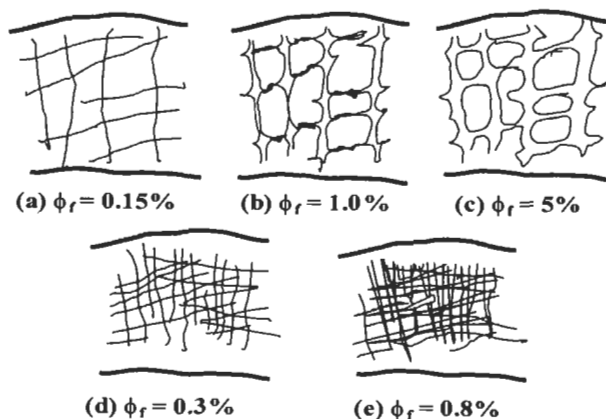 (a) ϕf = 0.15%
(b) ϕf = 1.0%
(c) ϕf = 5%
(d) ϕf = 0.3%
(e) ϕf = 0.8%